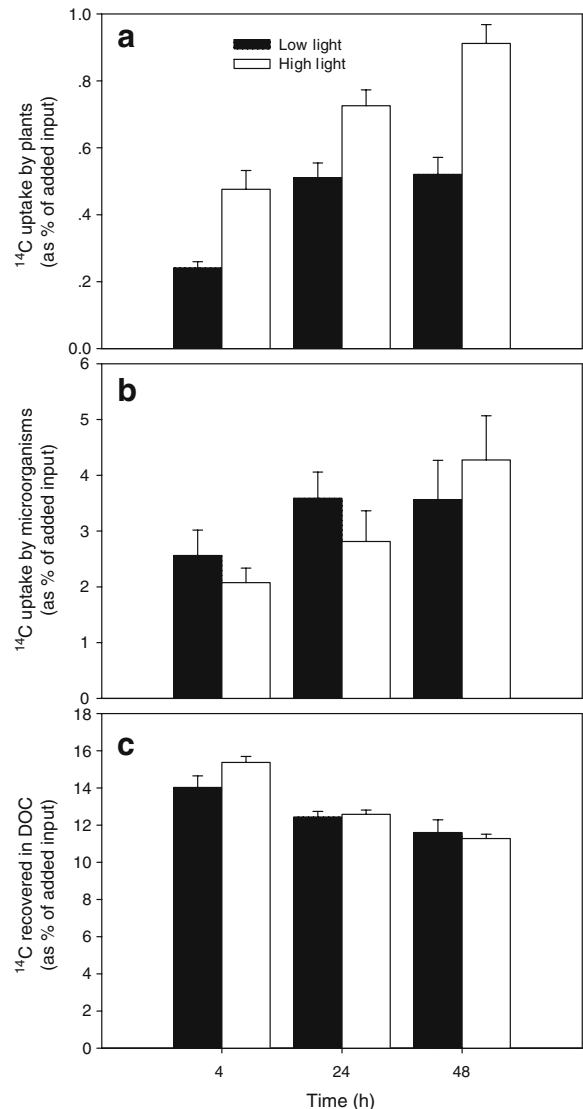 a
Low light
High light
1.0
.8
.6
.4
.2
0.0
¹⁴C uptake by plants
(as % of added input)
b
6
5
4
3
2
1
0
¹⁴C uptake by microorganisms
(as % of added input)
c
18
16
14
12
10
8
6
4
2
0
¹⁴C recovered in DOC
(as % of added input)
4 24 48
Time (h)